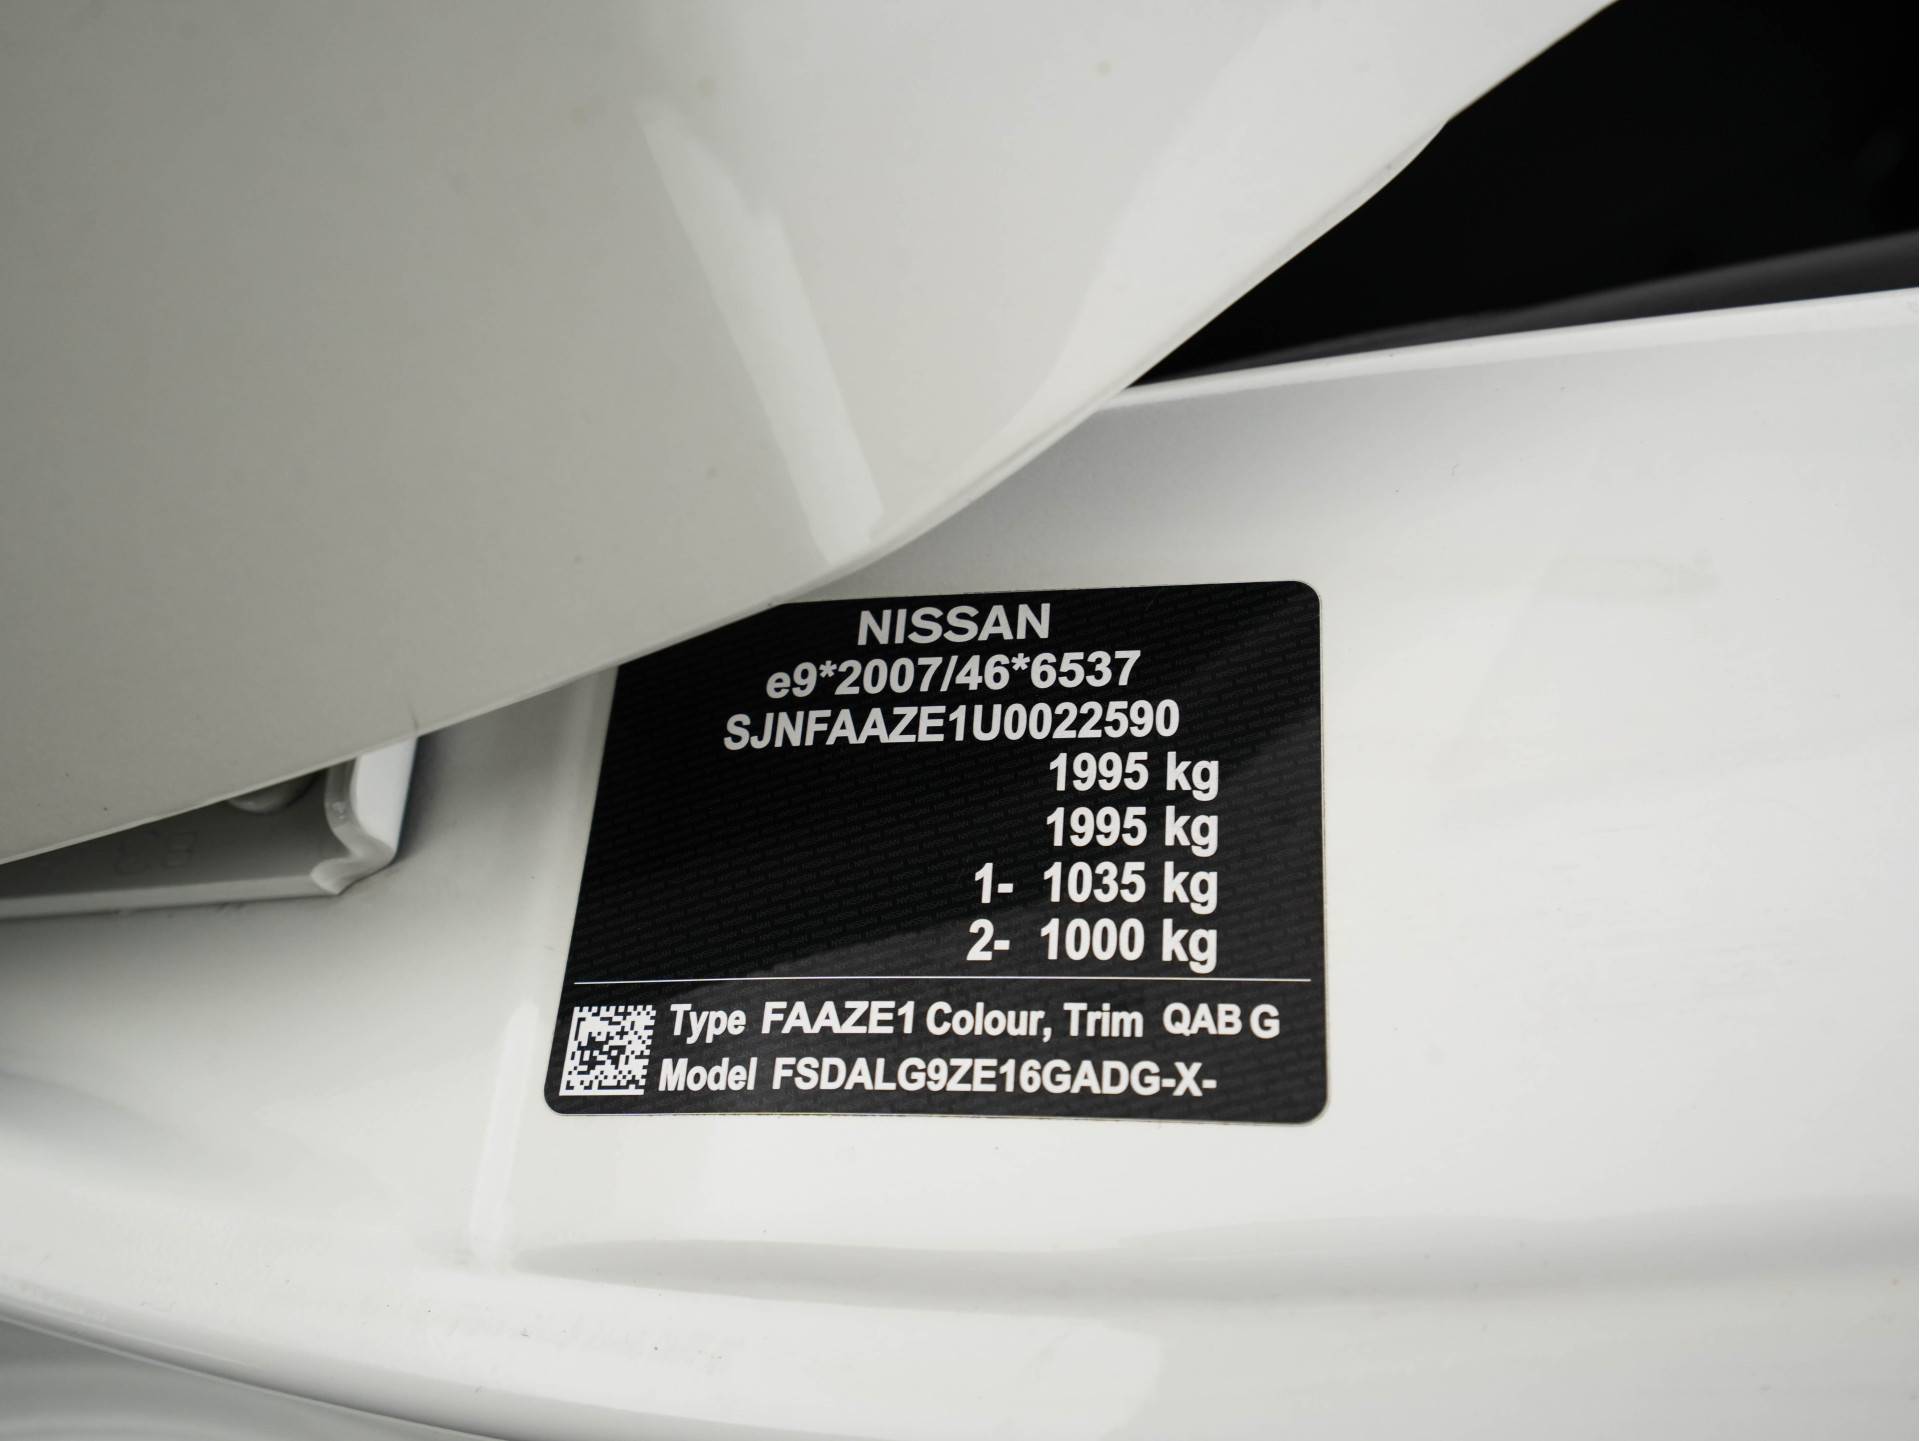 NISSAN
e9*2007/46*6537
SJNFAAZE1U0022590
1995 kg
1995 kg
1- 1035 kg
2- 1000 kg
Type FAAZE1 Colour, Trim QAB G
Model FSDALG9ZE16GADG-X-